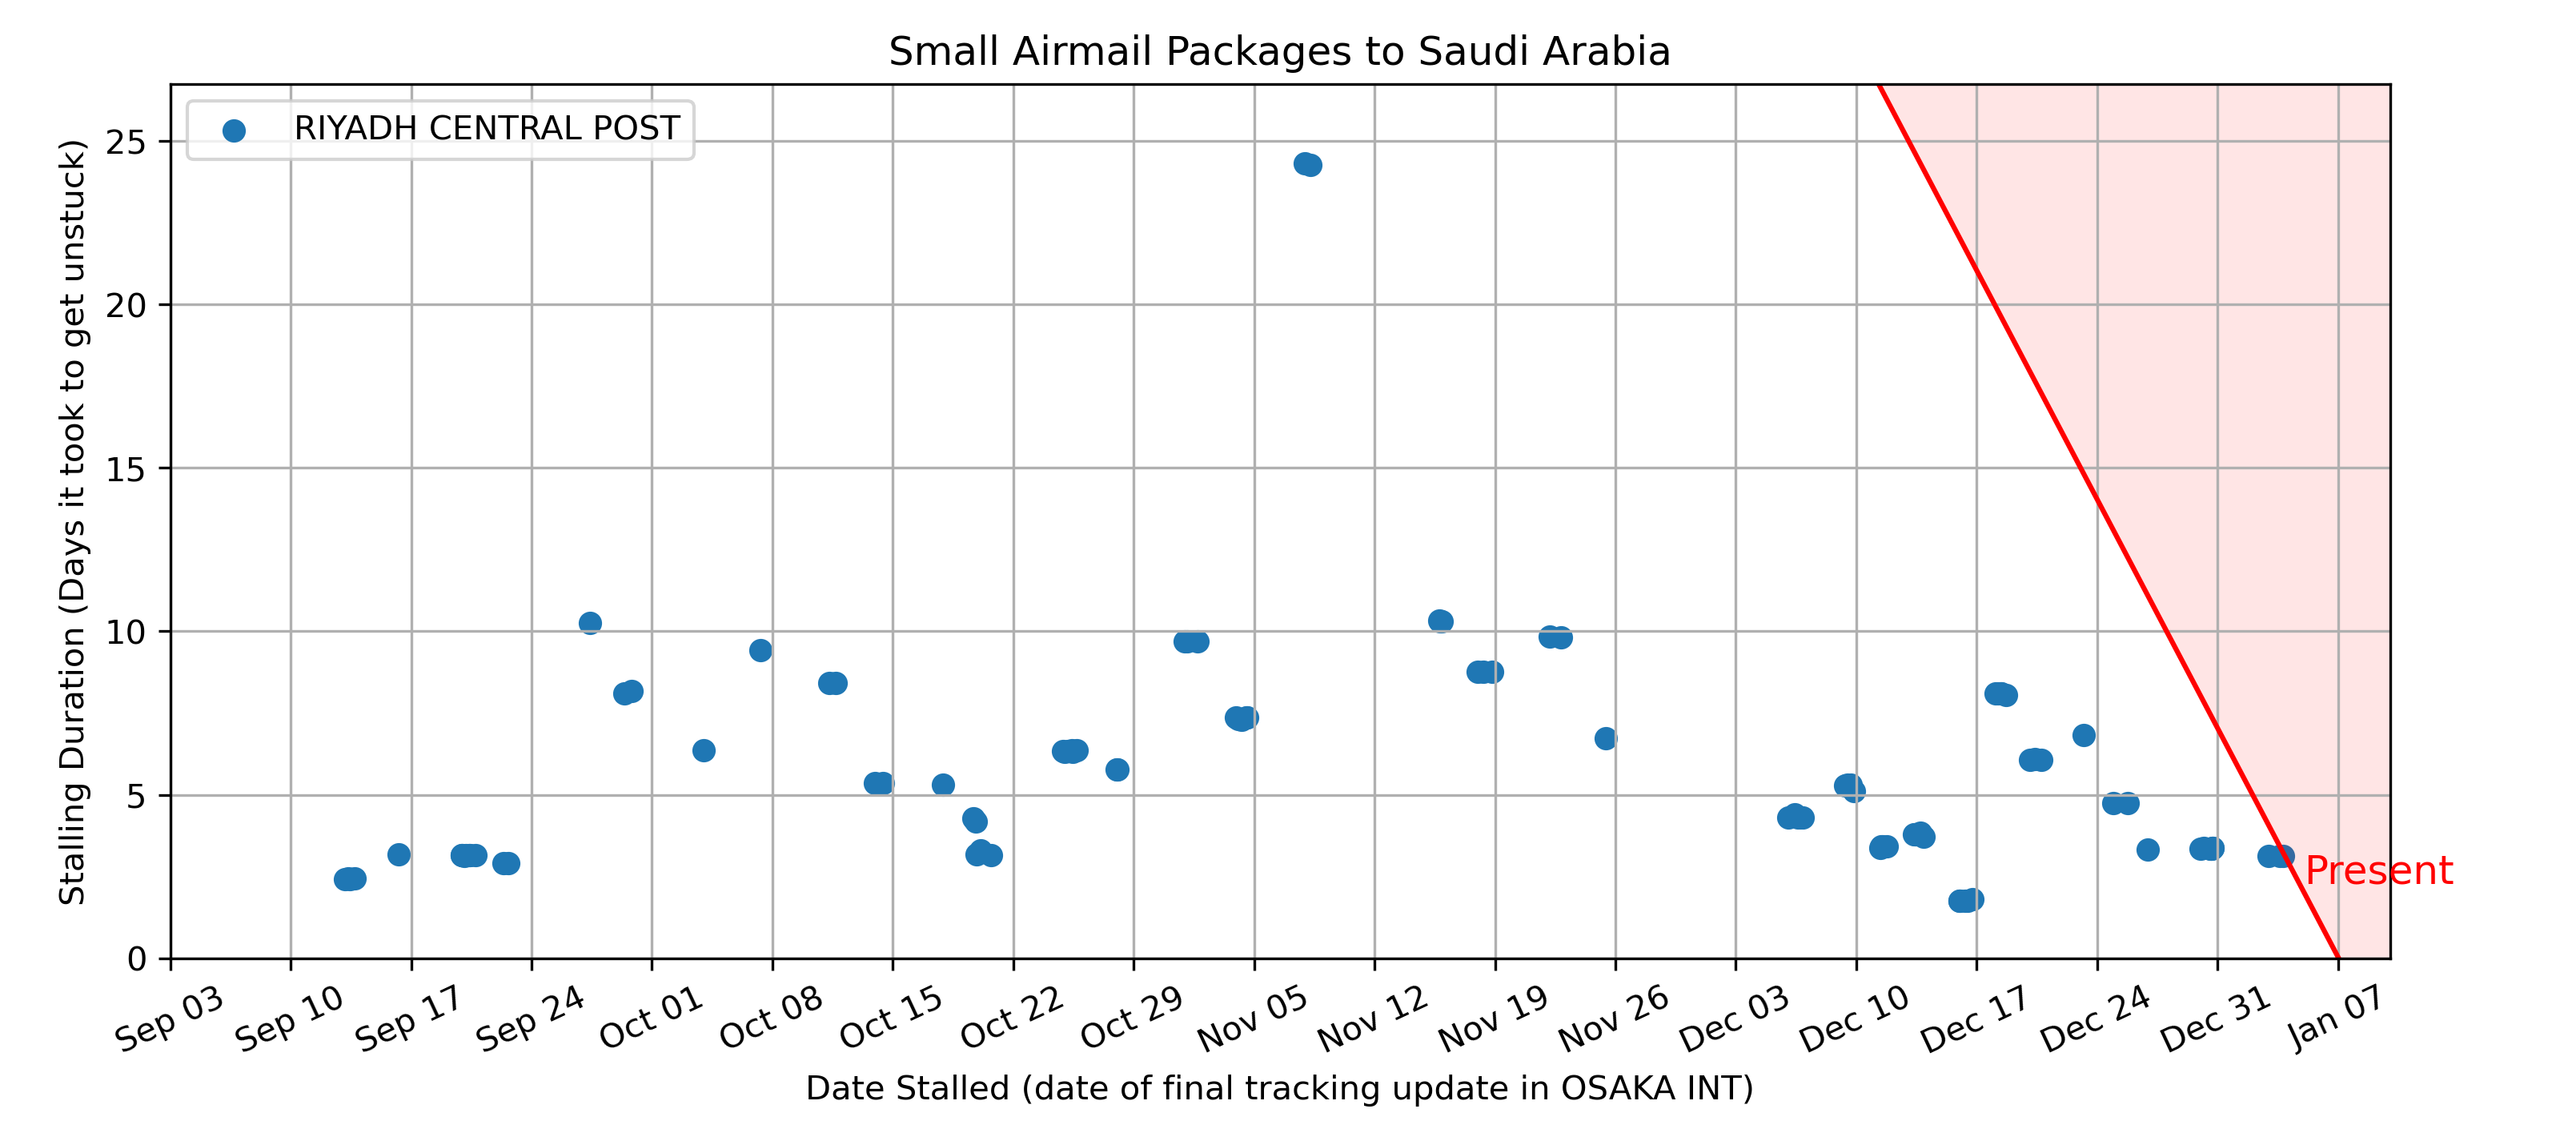 Small Airmail Packages to Saudi Arabia
RIYADH CENTRAL POST
Stalling Duration (Days it took to get unstuck)
25
20
15
10
5
0
Present
Sep 03
Sep 10
Sep 17
Sep 24
Oct 01
Oct 08
Oct 15
Oct 22
Oct 29
Nov 05
Nov 12
Nov 19
Nov 26
Dec 03
Dec 10
Dec 17
Dec 24
Dec 31
Jan 07
Date Stalled (date of final tracking update in OSAKA INT)